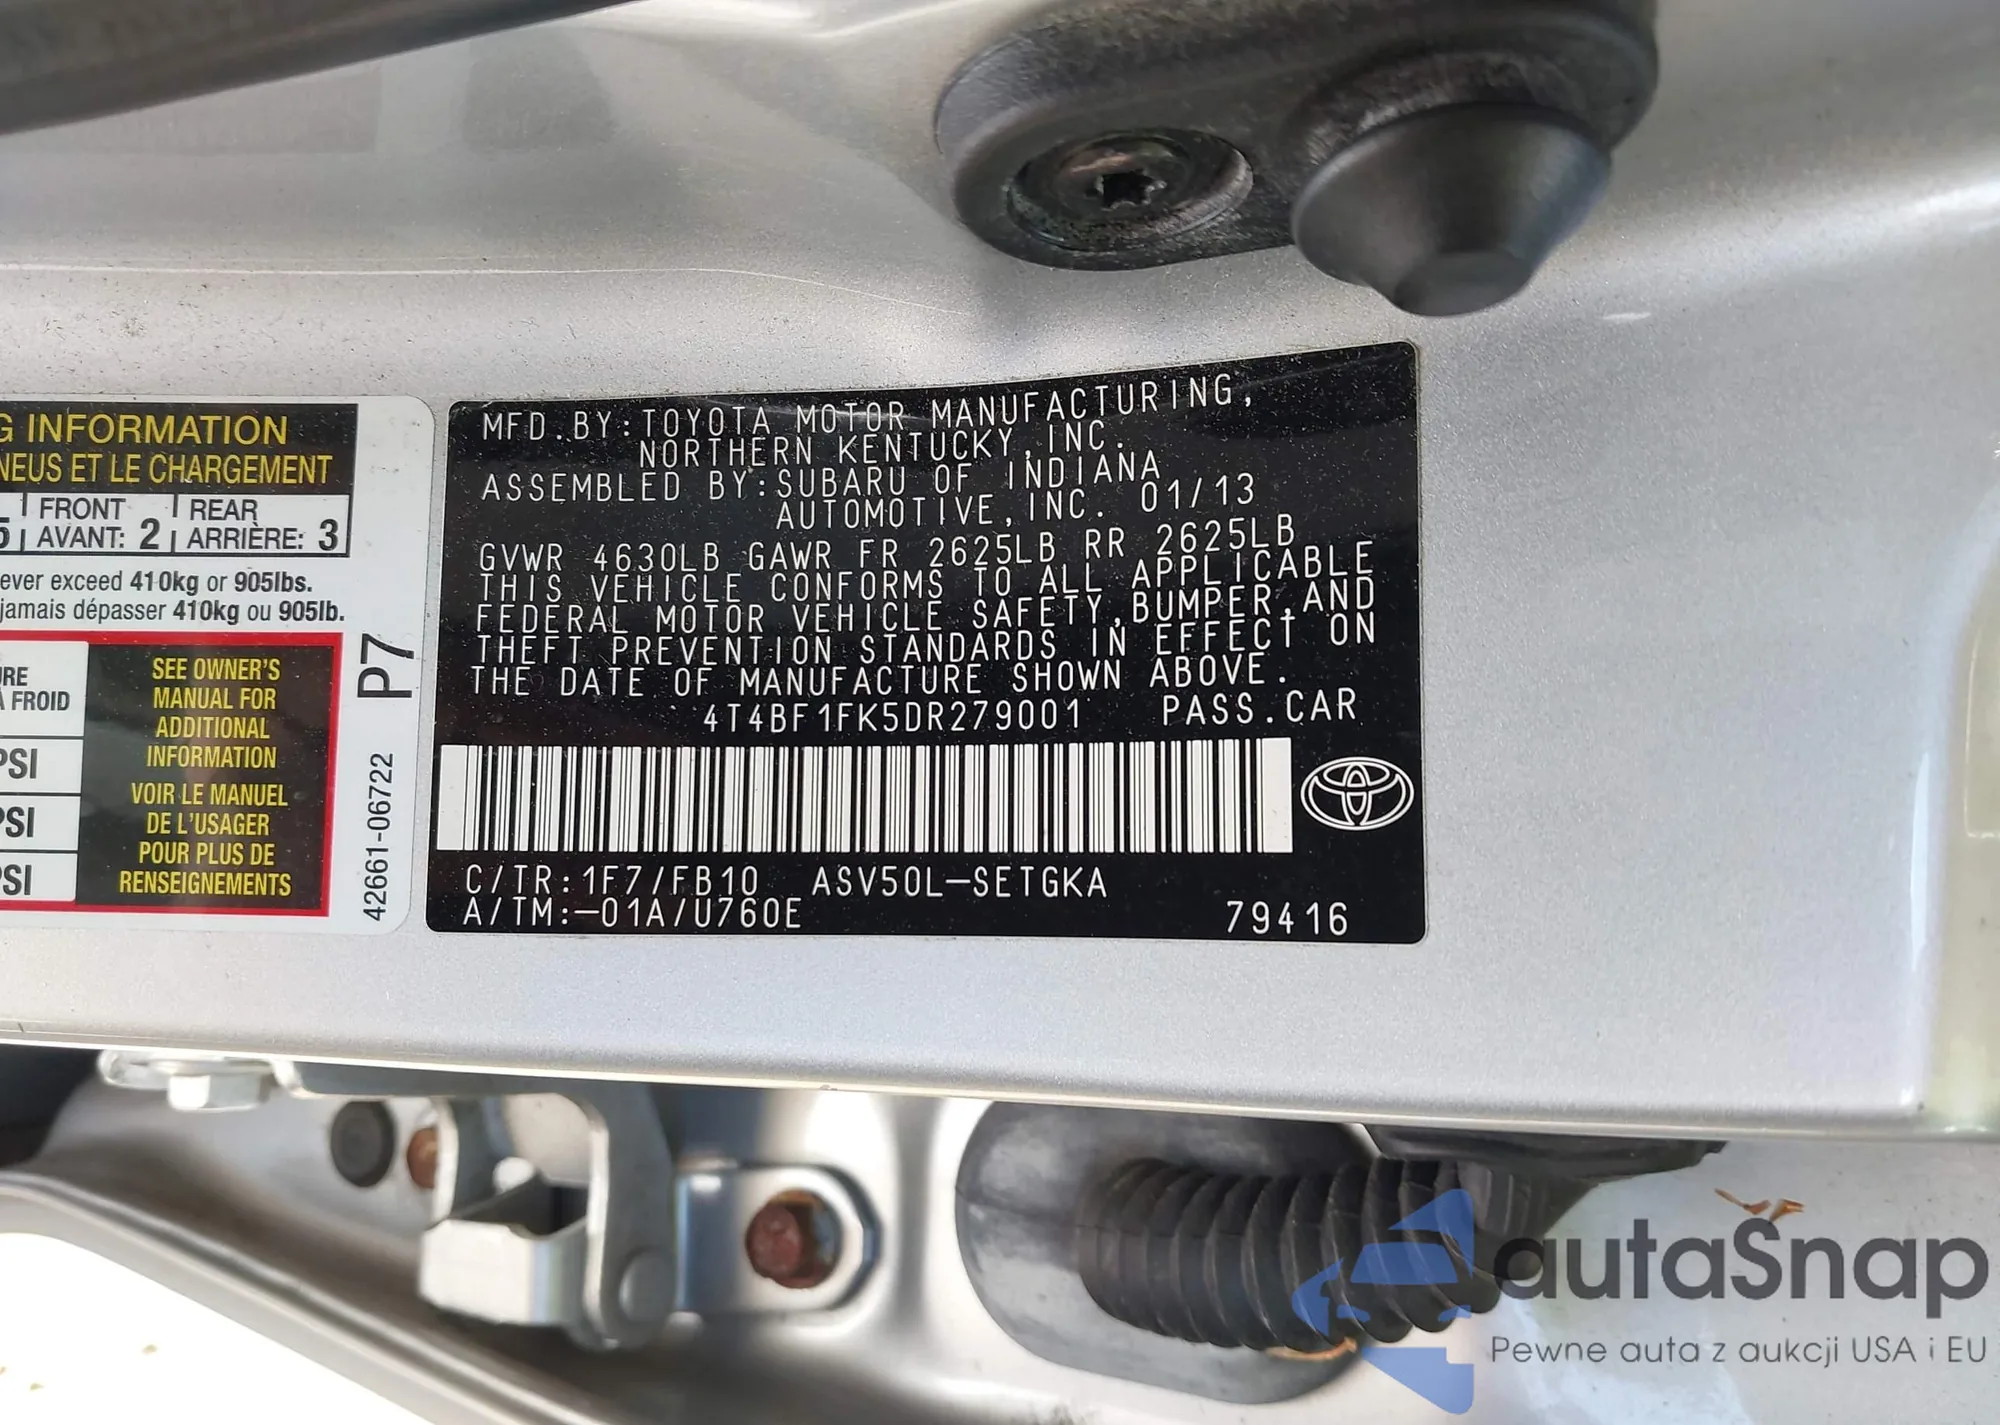 G INFORMATION
NEUS ET LE CHARGEMENT
5 FRONT AVANT: 2 REAR ARRIÈRE: 3
ever exceed 410kg or 905lbs.
jamais dépasser 410kg ou 905lb.
URE
À FROID
PSI
PSI
PSI
SEE OWNER'S
MANUAL FOR
ADDITIONAL
INFORMATION
VOIR LE MANUEL
DE L'USAGER
POUR PLUS DE
RENSEIGNEMENTS
P7
42661-06722
MFD.BY:TOYOTA MOTOR MANUFACTURING,
NORTHERN KENTUCKY,INC.
ASSEMBLED BY:SUBARU OF INDIANA
AUTOMOTIVE,INC. 01/13
GVWR 4630LB GAWR FR 2625LB RR 2625LB
THIS VEHICLE CONFORMS TO ALL APPLICABLE
FEDERAL MOTOR VEHICLE SAFETY,BUMPER,AND
THEFT PREVENTION STANDARDS IN EFFECT ON
THE DATE OF MANUFACTURE SHOWN ABOVE.
4T4BF1FK5DR279001 PASS.CAR
C/TR:1F7/FB10 ASV50L-SETGKA
A/TM:-01A/U760E 79416
autaSnap
Pewne auta z aukcji USA i EU